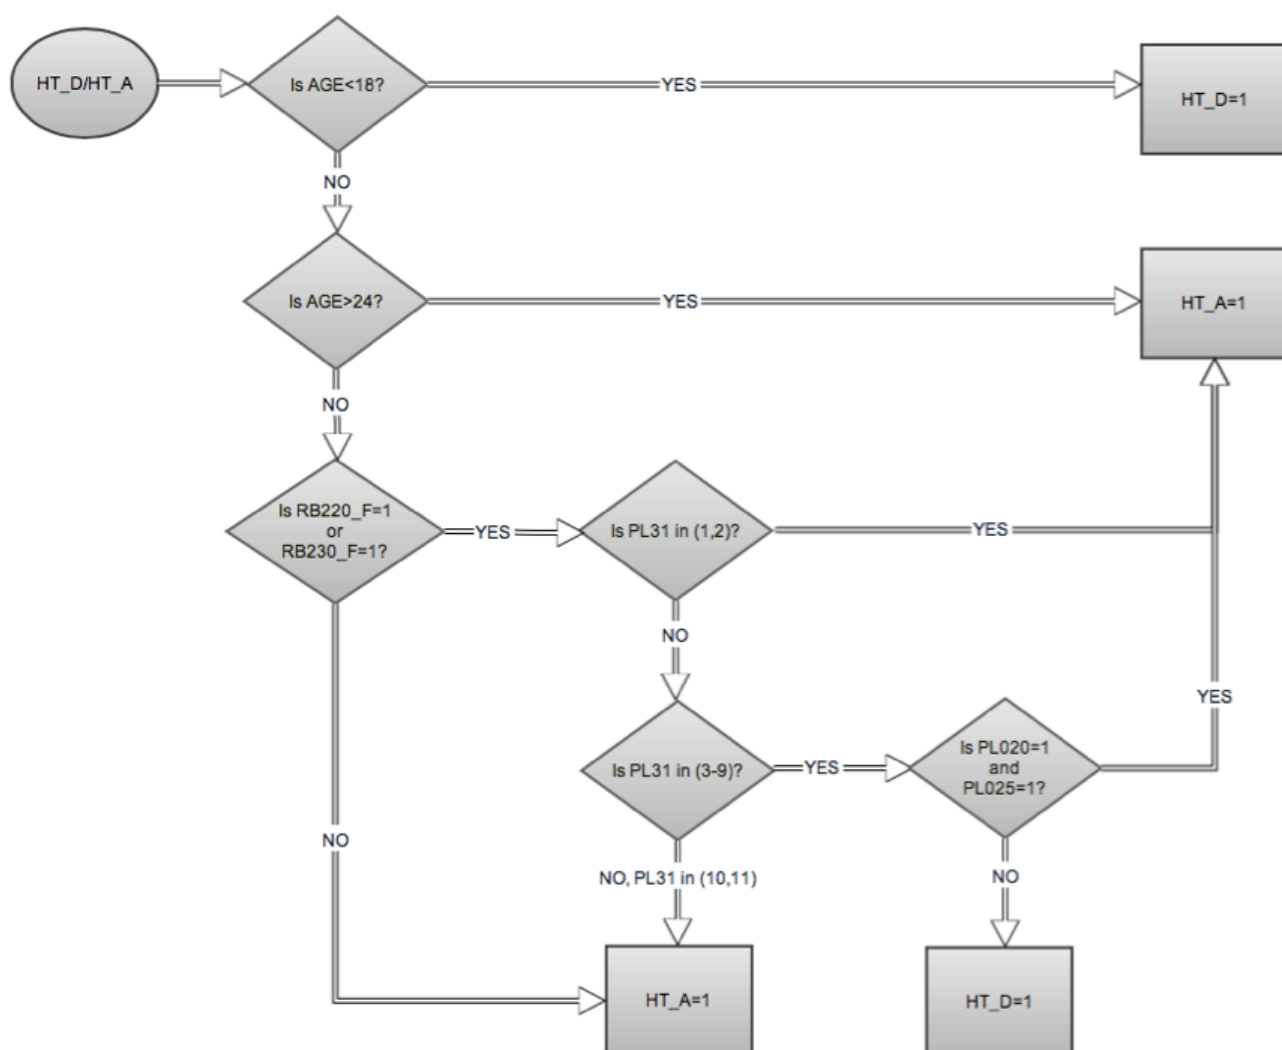 HT_D/HT_A
Is AGE<18?
YES
HT_D=1
NO
Is AGE>24?
YES
HT_A=1
NO
Is RB220_F=1
or
RB230_F=1?
YES
Is PL31 in (1,2)?
YES
NO
Is PL31 in (3-9)?
YES
Is PL020=1
and
PL025=1?
YES
NO
NO, PL31 in (10,11)
NO
HT_A=1
HT_D=1